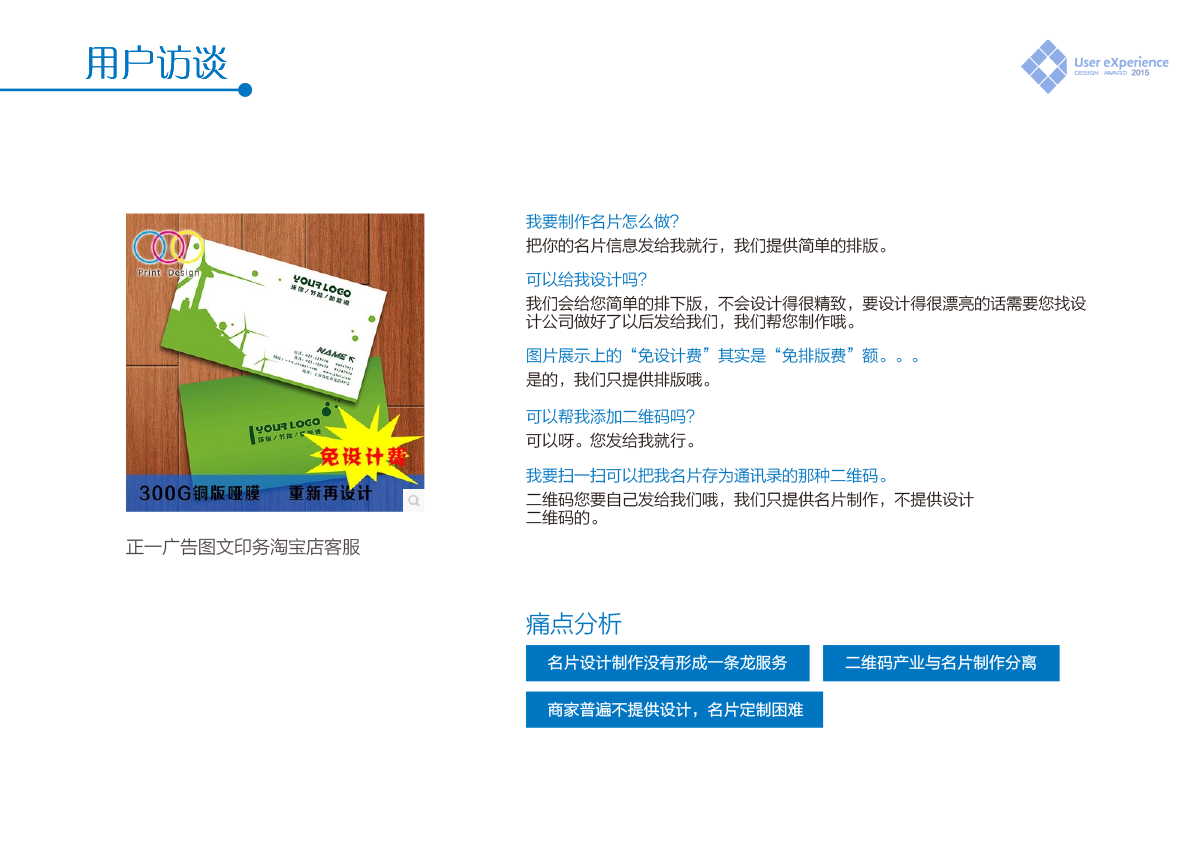 用户访谈
User eXperience
DESIGN AWARD 2015
Print Design
YOUR LOGO
环保/节能/新能源
NAME
YOUR LOGO
环保/节能/新能源
免设计费
300G铜版哑膜 重新再设计
正一广告图文印务淘宝店客服
我要制作名片怎么做?
把你的名片信息发给我就行，我们提供简单的排版。
可以给我设计吗?
我们会给您简单的排下版，不会设计得很精致，要设计得很漂亮的话需要您找设
计公司做好了以后发给我们，我们帮您制作哦。
图片展示上的“免设计费”其实是“免排版费”额。。。
是的，我们只提供排版哦。
可以帮我添加二维码吗?
可以呀。您发给我就行。
我要扫一扫可以把我名片存为通讯录的那种二维码。
二维码您要自己发给我们哦，我们只提供名片制作，不提供设计
二维码的。
痛点分析
名片设计制作没有形成一条龙服务
二维码产业与名片制作分离
商家普遍不提供设计，名片定制困难